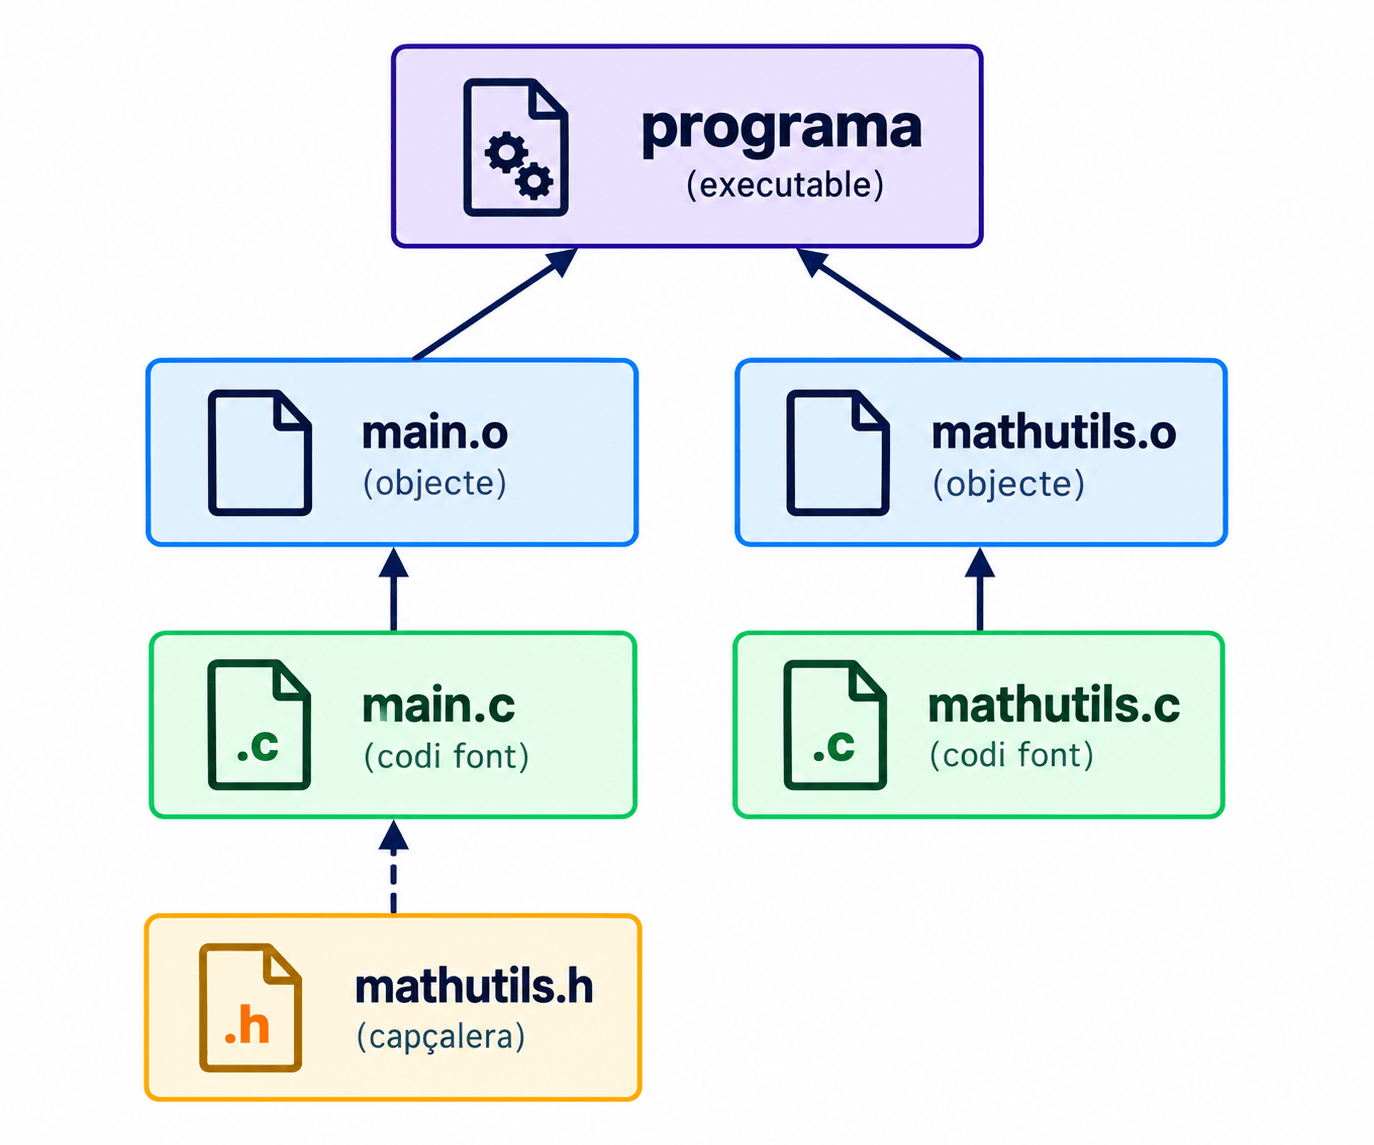 programa
(executable)
main.o
(objecte)
mathutils.o
(objecte)
main.c
(codi font)
.c
mathutils.c
(codi font)
.c
mathutils.h
(capçalera)
.h